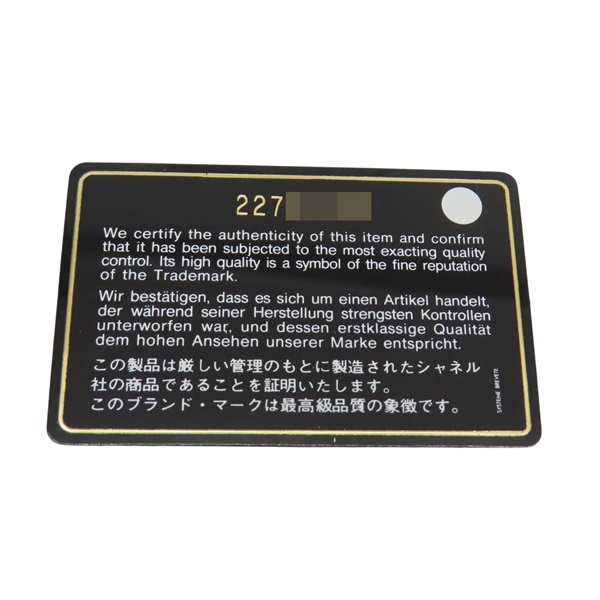 227
We certify the authenticity of this item and confirm
that it has been subjected to the most exacting quality
control. Its high quality is a symbol of the fine reputation
of the Trademark.
Wir bestätigen, dass es sich um einen Artikel handelt,
der während seiner Herstellung strengsten Kontrollen
unterworfen war, und dessen erstklassige Qualität
dem hohen Ansehen unserer Marke entspricht.
この製品は厳しい管理のもとに製造されたシャネル
社の商品であることを証明いたします。
このブランド・マークは最高級品質の象徴です。
SYSTEME BREVETE